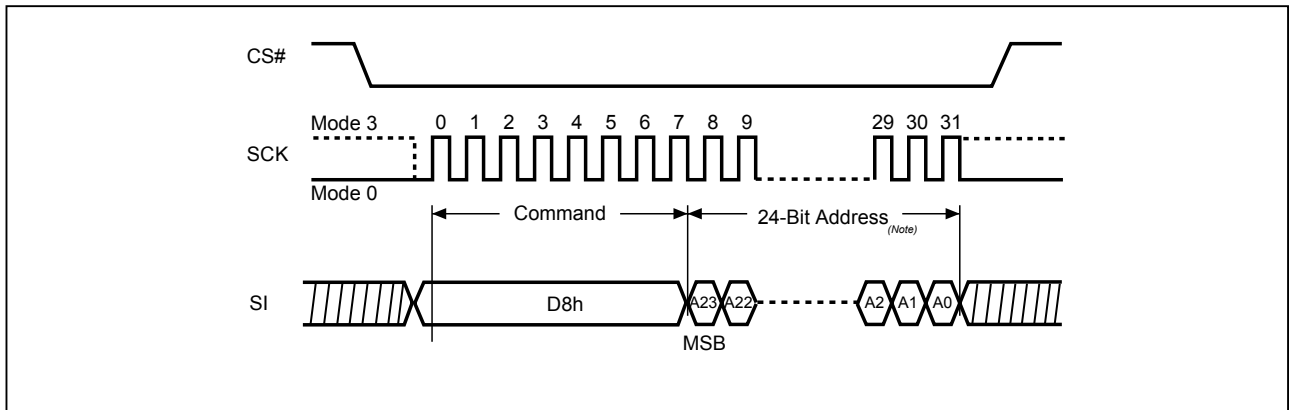 CS#
Mode 3
0 1 2 3 4 5 6 7 8 9 29 30 31
SCK
Mode 0
Command
24-Bit Address (Note)
SI
D8h
A23 A22 A2 A1 A0
MSB